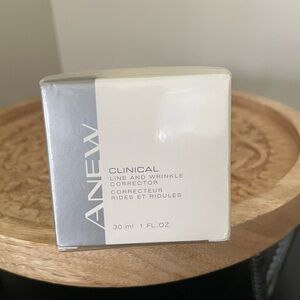 ANEW
CLINICAL
LINE AND WRINKLE
CORRECTOR
CORRECTEUR
RIDES ET RIDULES
30 ml 1 FL.OZ.